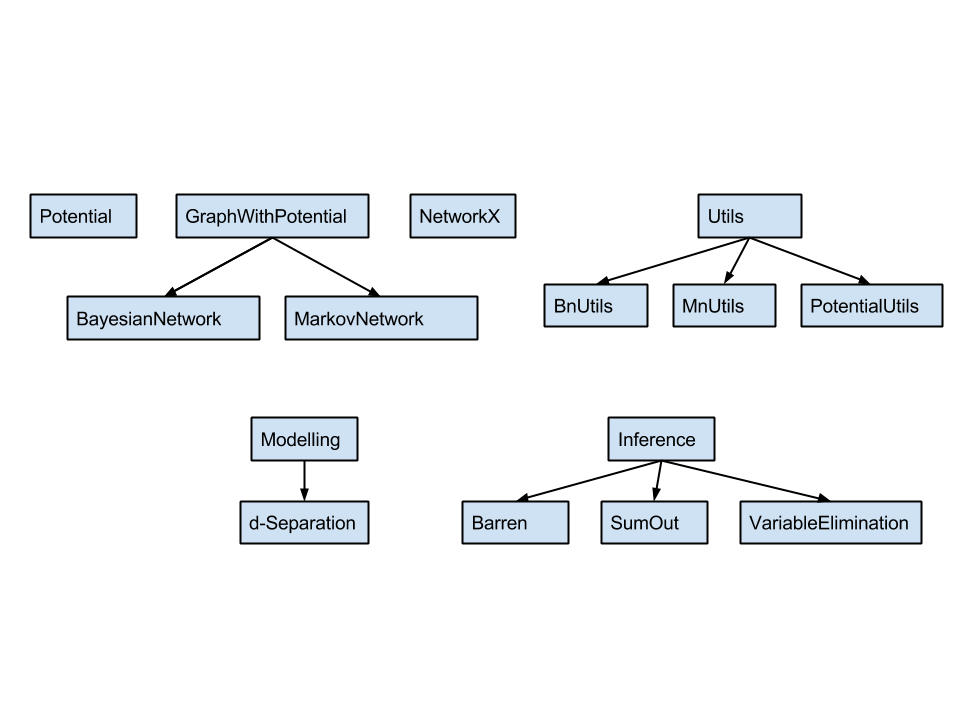 Potential
GraphWithPotential
NetworkX
Utils
BayesianNetwork
MarkovNetwork
BnUtils
MnUtils
PotentialUtils
Modelling
Inference
d-Separation
Barren
SumOut
VariableElimination